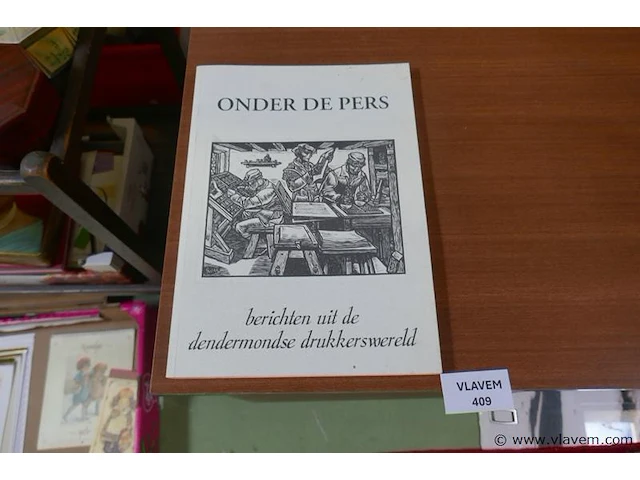 ONDER DE PERS
berichten uit de
dendermondse drukkerswereld
VLAVEM
409
© www.vlavem.com